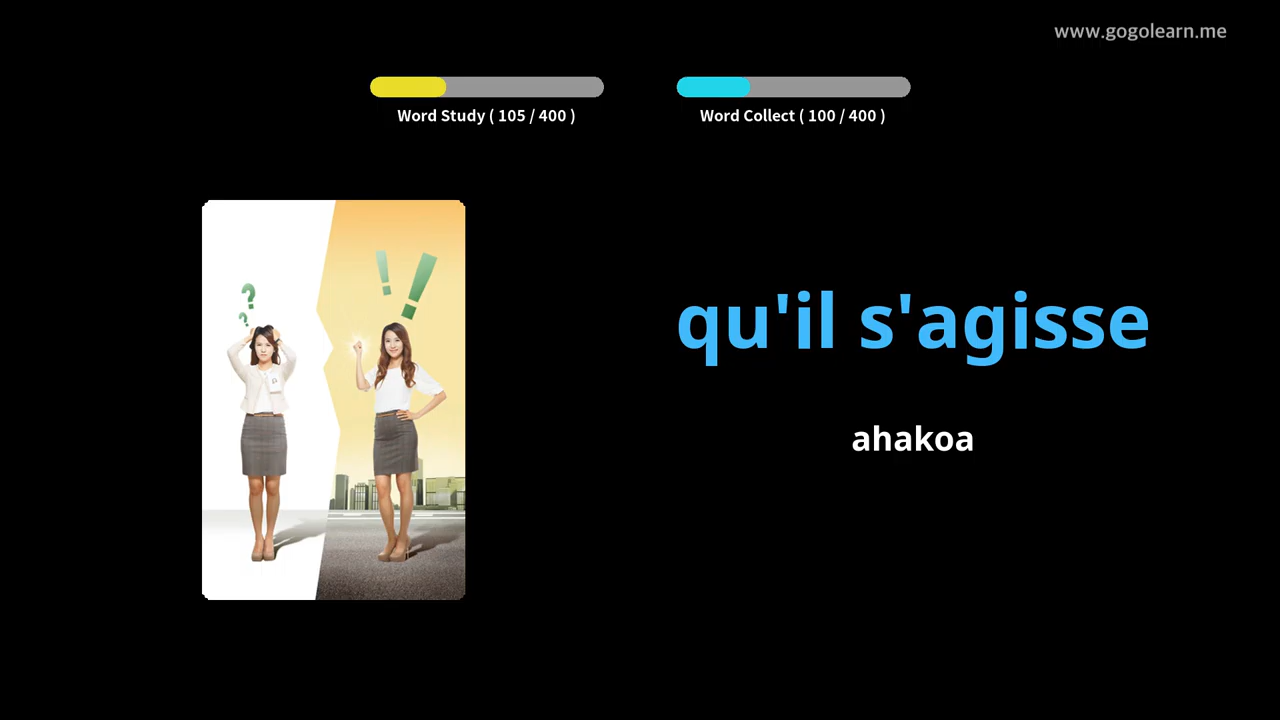 www.gogolearn.me
Word Study ( 105 / 400 )
Word Collect ( 100 / 400 )
? ?
! !
qu'il s'agisse
ahakoa